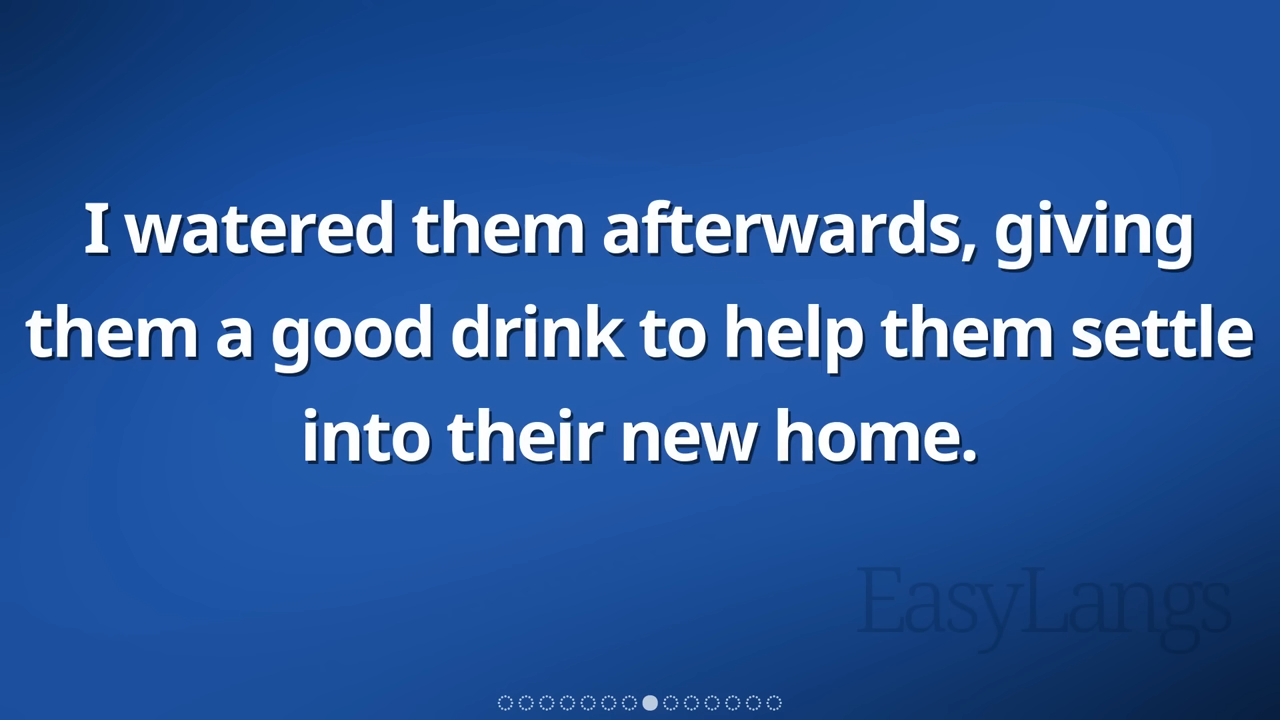 I watered them afterwards, giving
them a good drink to help them settle
into their new home.
EasyLangs